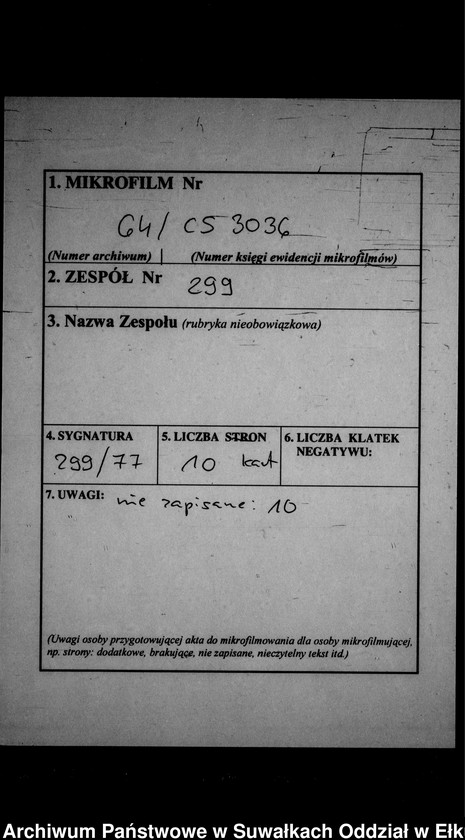 1. MIKROFILM Nr
64/ CS 3036
(Numer archiwum) | (Numer księgi ewidencji mikrofilmów)
2. ZESPÓŁ Nr 299
3. Nazwa Zespołu (rubryka nieobowiązkowa)
4. SYGNATURA
299/77
5. LICZBA STRON
10 kart
6. LICZBA KLATEK
NEGATYWU:
7. UWAGI: nie zapisane: 10
(Uwagi osoby przygotowującej akta do mikrofilmowania dla osoby mikrofilmującej,
np. strony: dodatkowe, brakujące, nie zapisane, nieczytelny tekst itd.)
Archiwum Państwowe w Suwałkach Oddział w Ełk